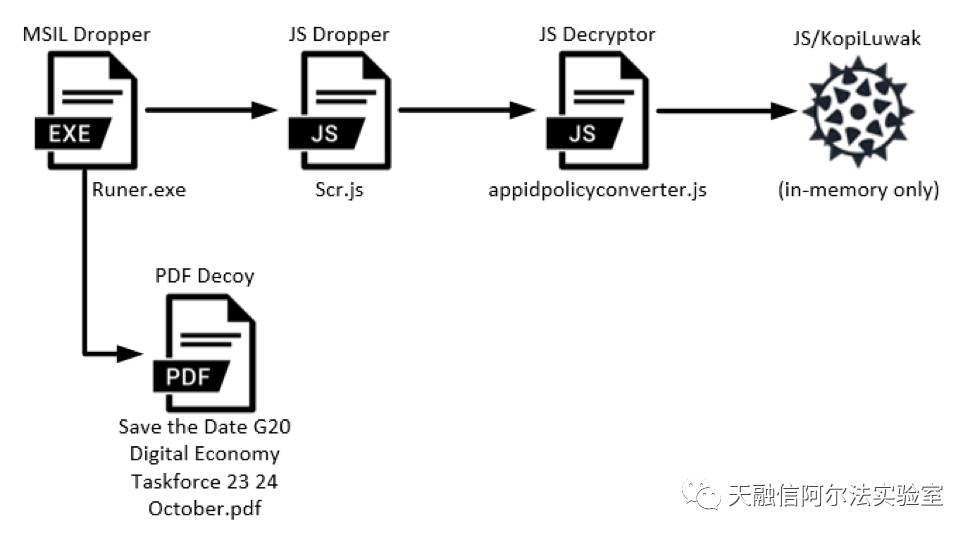 MSIL Dropper
JS Dropper
JS Decryptor
JS/KopiLuwak
EXE
JS
JS
Runer.exe
Scr.js
appidpolicyconverter.js
(in-memory only)
PDF Decoy
PDF
Save the Date G20
Digital Economy
Taskforce 23 24
October.pdf
天融信阿尔法实验室